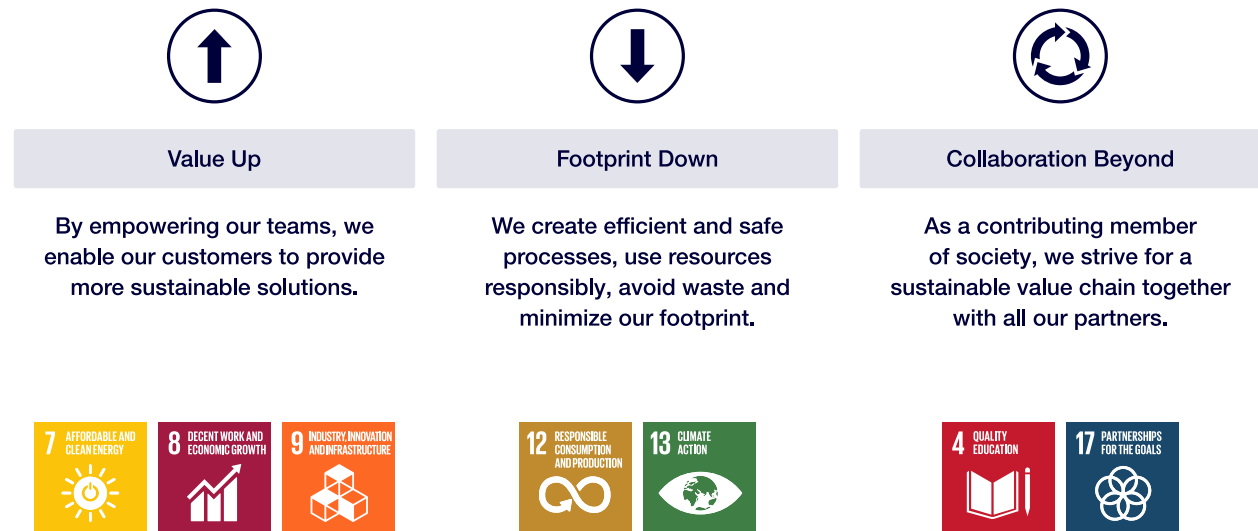 Value Up
By empowering our teams, we
enable our customers to provide
more sustainable solutions.
7 AFFORDABLE AND
CLEAN ENERGY
8 DECENT WORK AND
ECONOMIC GROWTH
9 INDUSTRY, INNOVATION
AND INFRASTRUCTURE
Footprint Down
We create efficient and safe
processes, use resources
responsibly, avoid waste and
minimize our footprint.
12 RESPONSIBLE
CONSUMPTION
AND PRODUCTION
13 CLIMATE
ACTION
Collaboration Beyond
As a contributing member
of society, we strive for a
sustainable value chain together
with all our partners.
4 QUALITY
EDUCATION
17 PARTNERSHIPS
FOR THE GOALS